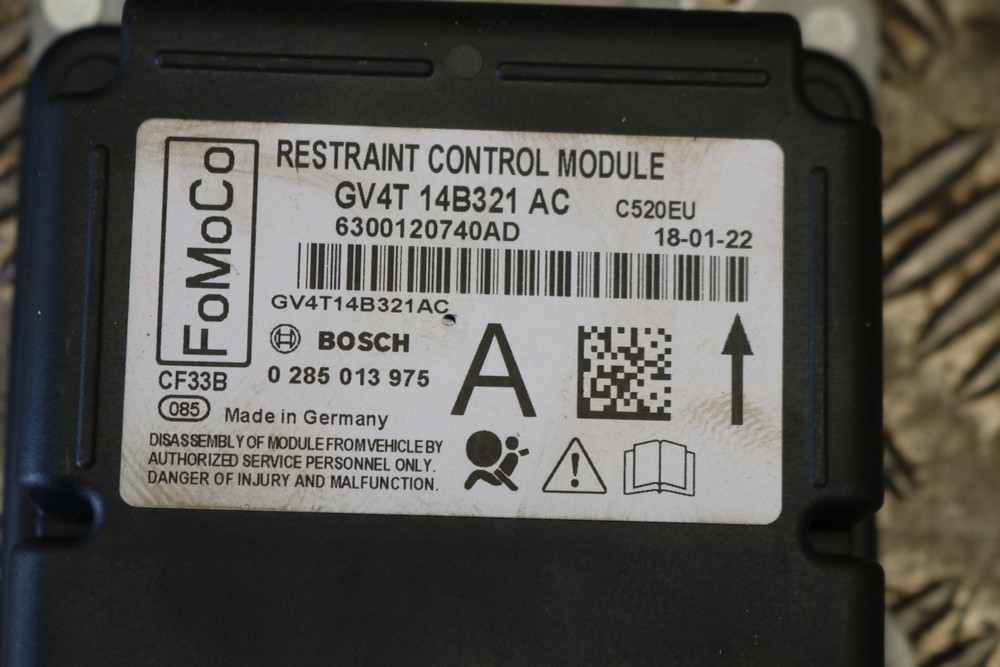 FoMoCo
RESTRAINT CONTROL MODULE
GV4T 14B321 AC
C520EU
6300120740AD
18-01-22
GV4T14B321AC
BOSCH
A
0 285 013 975
CF33B
085
Made in Germany
DISASSEMBLY OF MODULE FROM VEHICLE BY
AUTHORIZED SERVICE PERSONNEL ONLY.
DANGER OF INJURY AND MALFUNCTION.